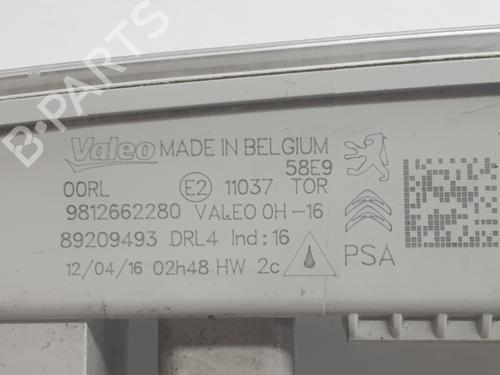 Valeo MADE IN BELGIUM
58E9
00RL E2 11037 TOR
9812662280 VALEO 0H-16
89209493 DRL4 Ind:16
12/04/16 02h48 HW 2c
PSA
B-PARTS
B-PARTS